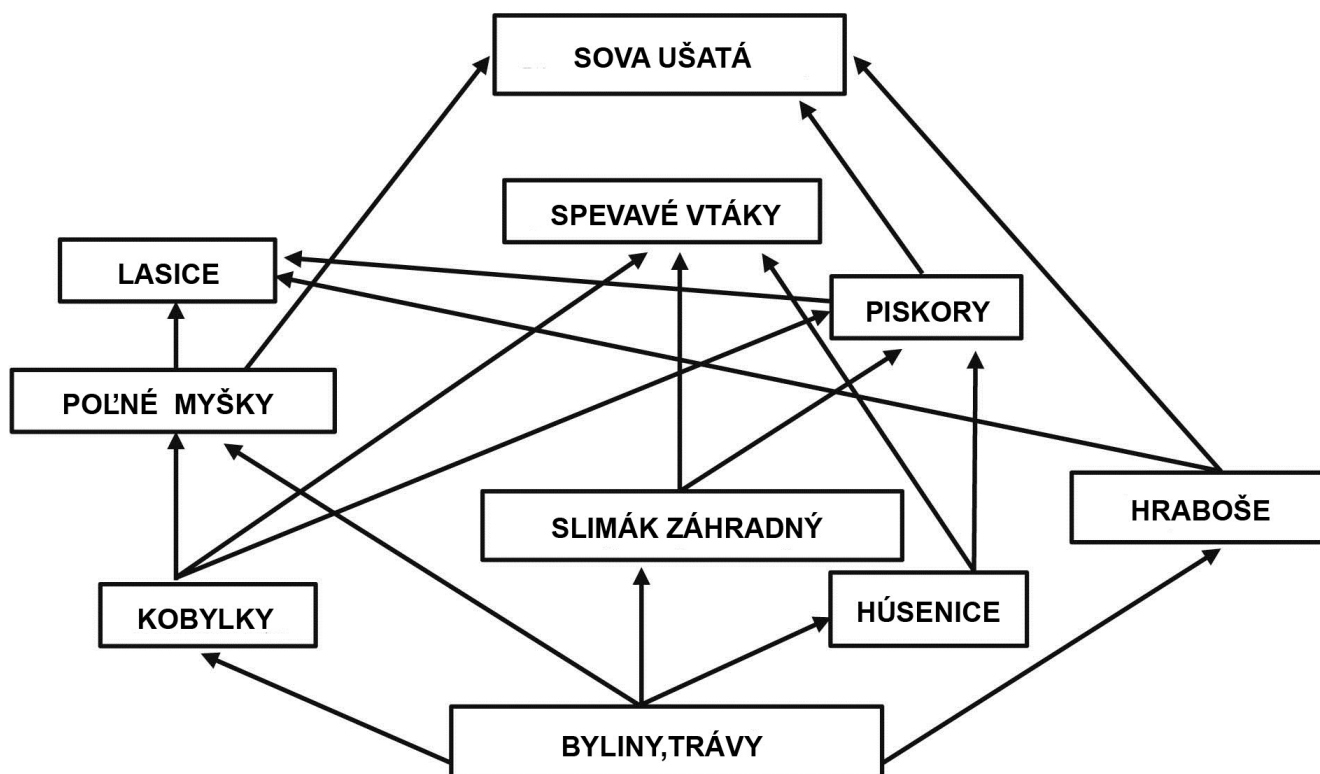 SOVA UŠATÁ
SPEVAVÉ VTÁKY
LASICE
PISKORY
POĽNÉ MYŠKY
SLIMÁK ZÁHRADNÝ
HRABOŠE
KOBYLKY
HÚSENICE
BYLINY,TRÁVY